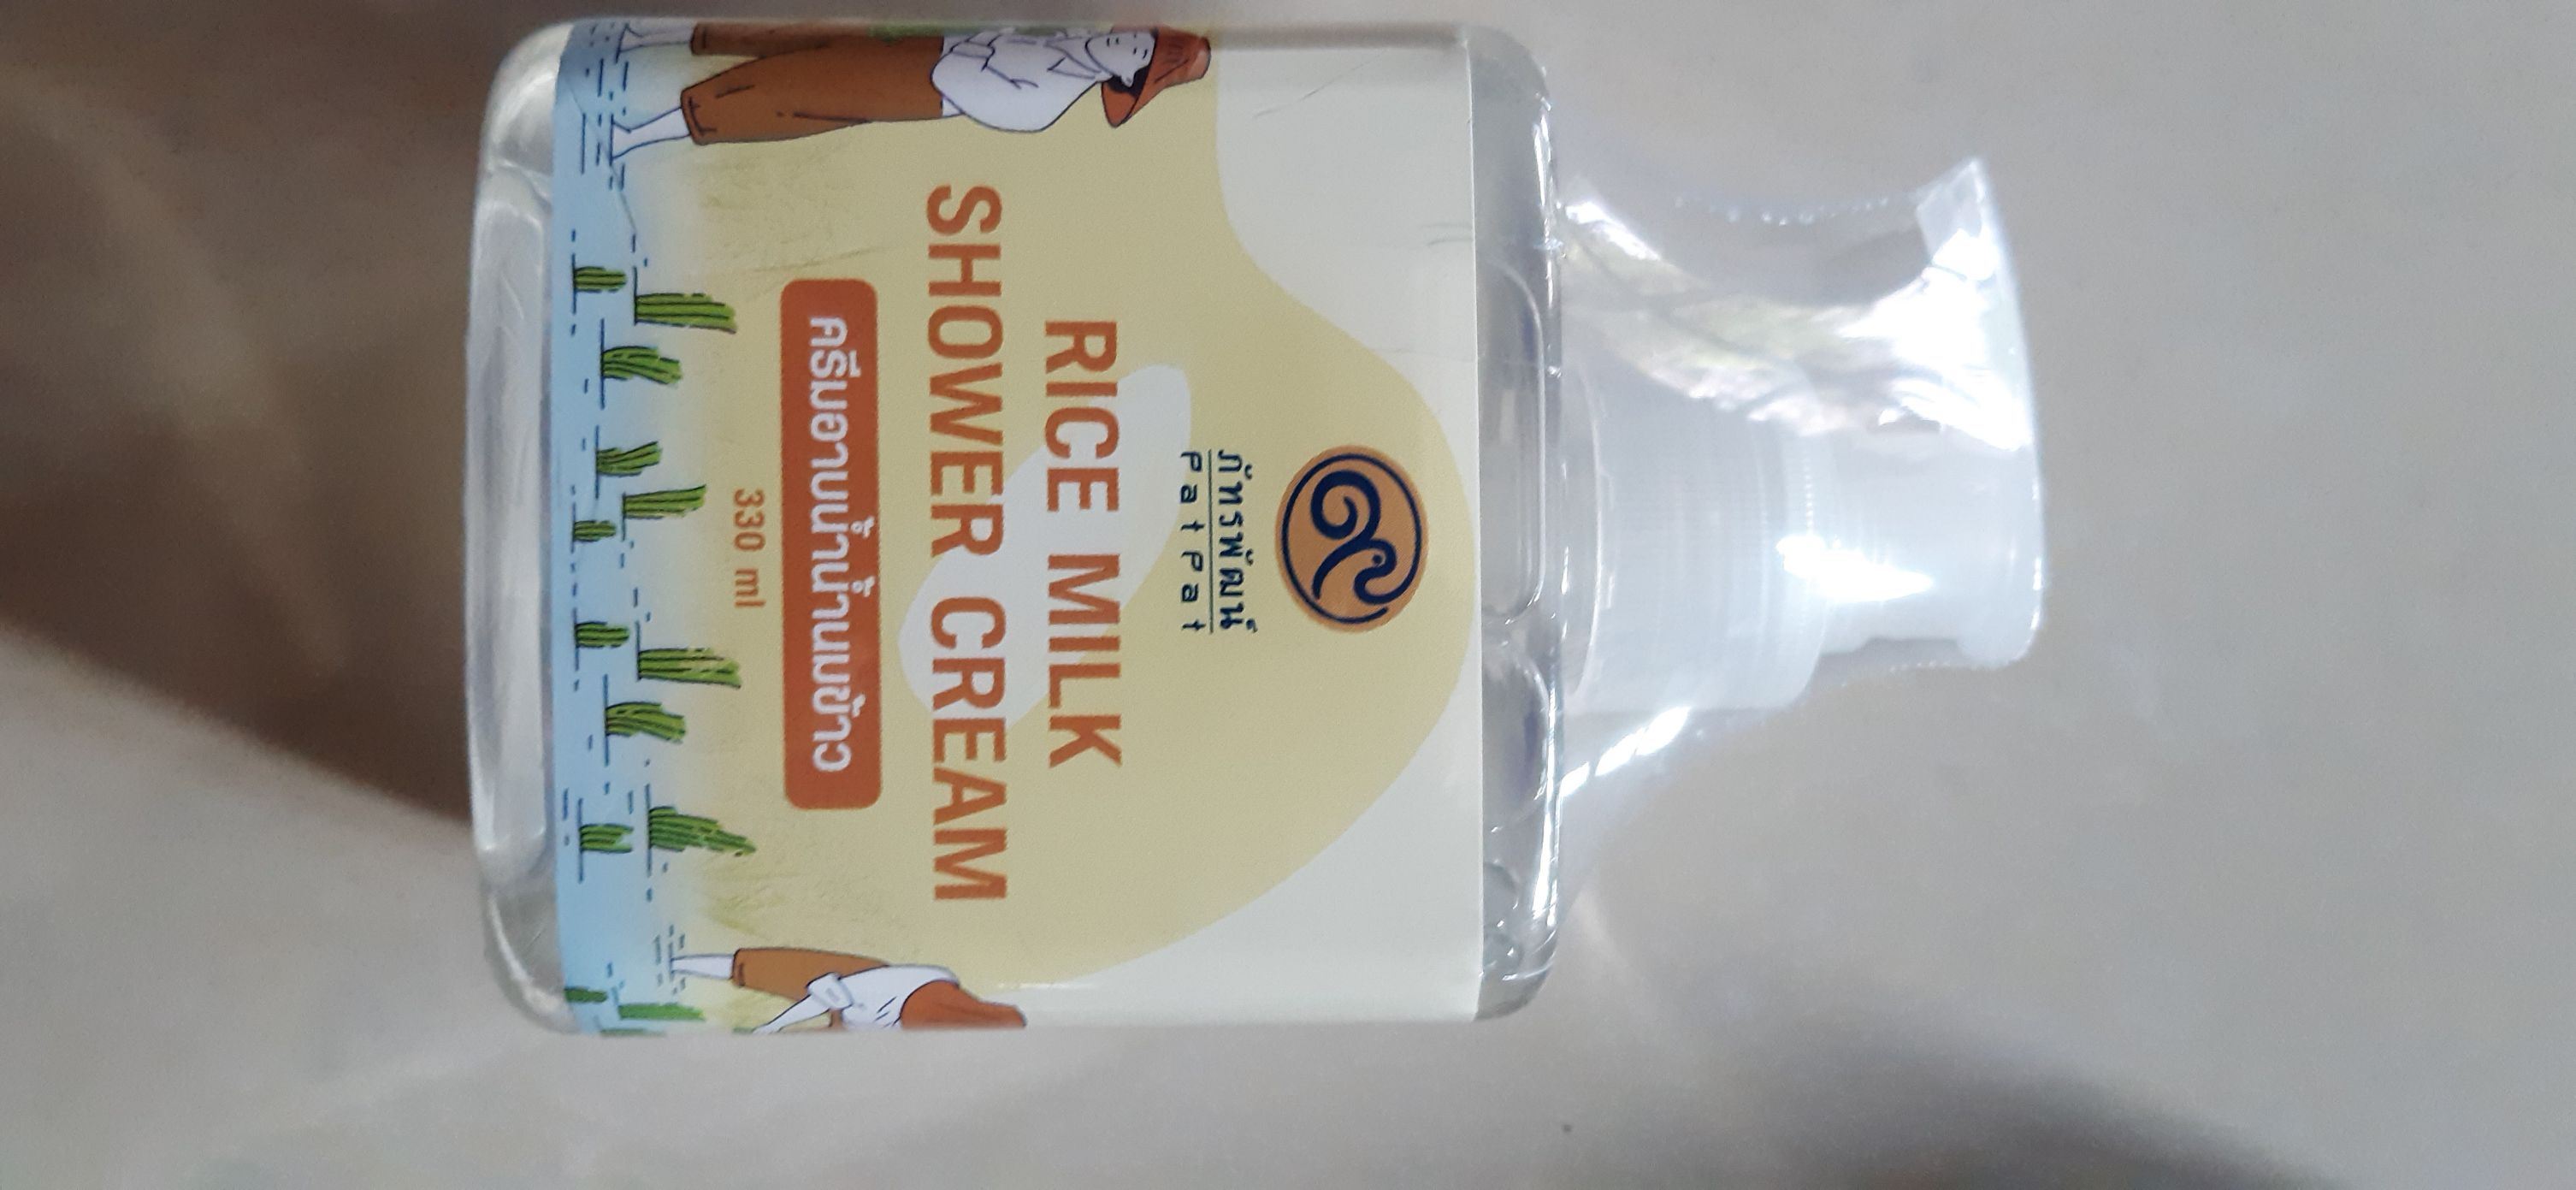 ภัทรพัฒน์
PatPat
RICE MILK
SHOWER CREAM
ครีมอาบน้ำน้ำนมข้าว
330 ml